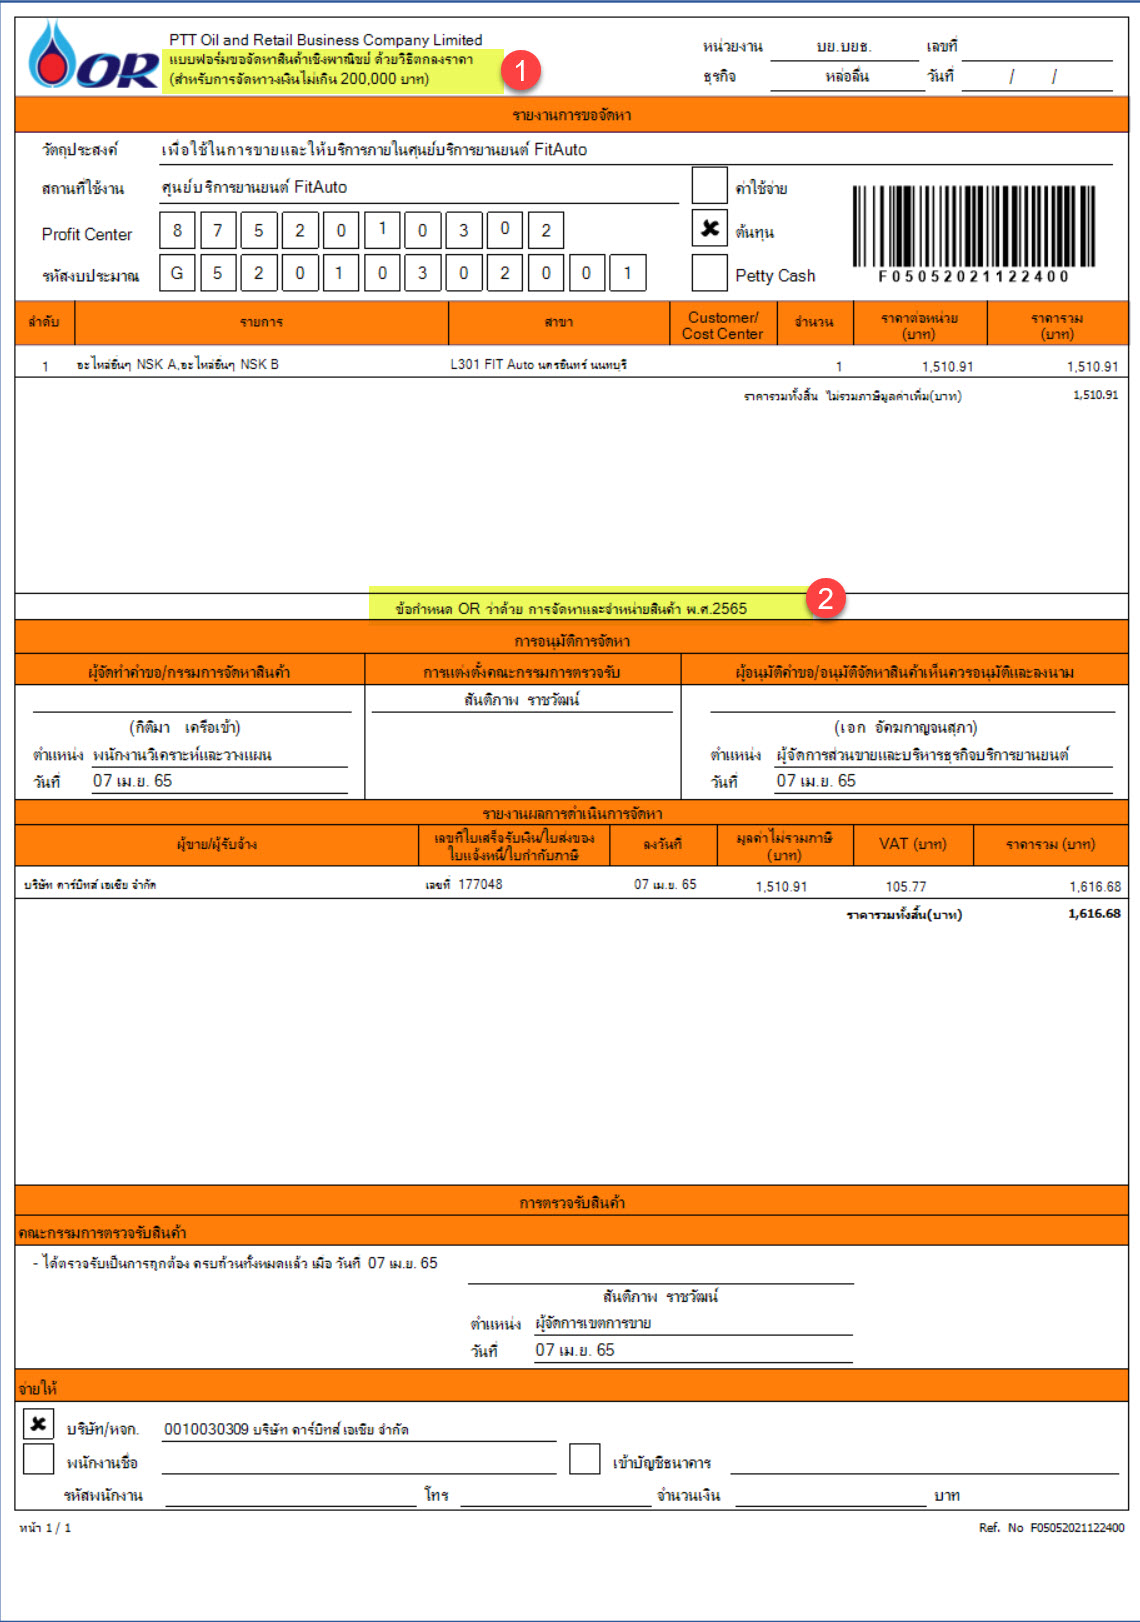 OR
PTT Oil and Retail Business Company Limited
แบบฟอร์มขอจัดหาสินค้าเชิงพาณิชย์ ด้วยวิธีตกลงราคา
(สำหรับการจัดหาวงเงินไม่เกิน 200,000 บาท)
1
หน่วยงาน บย.บยธ. เลขที่
ธุรกิจ หล่อลื่น วันที่ / /
รายงานการขอจัดหา
วัตถุประสงค์ เพื่อใช้ในการขายและให้บริการภายในศูนย์บริการยานยนต์ FitAuto
สถานที่ใช้งาน ศูนย์บริการยานยนต์ FitAuto ค่าใช้จ่าย
Profit Center 8 7 5 2 0 1 0 3 0 2 ต้นทุน
รหัสงบประมาณ G 5 2 0 1 0 3 0 2 0 0 1 Petty Cash
F05052021122400
ลำดับ รายการ สาขา Customer/ Cost Center จำนวน ราคาต่อหน่วย (บาท) ราคารวม (บาท)
1 อะไหล่อื่นๆ NSK A,อะไหล่อื่นๆ NSK B L301 FIT Auto นครอินทร์ นนทบุรี 1 1,510.91 1,510.91
ราคารวมทั้งสิ้น ไม่รวมภาษีมูลค่าเพิ่ม(บาท) 1,510.91
ข้อกำหนด OR ว่าด้วย การจัดหาและจำหน่ายสินค้า พ.ศ.2565
2
การอนุมัติการจัดหา
ผู้จัดทำคำขอ/กรรมการจัดหาสินค้า การแต่งตั้งคณะกรรมการตรวจรับ ผู้อนุมัติคำขอ/อนุมัติจัดหาสินค้าเห็นควรอนุมัติและลงนาม
สันติภาพ ราชวัฒน์
(กิติมา เครือเช้า) (เอก อัดฆกาญจนสุภา)
ตำแหน่ง พนักงานวิเคราะห์และวางแผน ตำแหน่ง ผู้จัดการส่วนขายและบริหารธุรกิจบริการยานยนต์
วันที่ 07 เม.ย. 65 วันที่ 07 เม.ย. 65
รายงานผลการดำเนินการจัดหา
ผู้ขาย/ผู้รับจ้าง เลขที่ใบเสร็จรับเงิน/ใบส่งของ ใบแจ้งหนี้/ใบกำกับภาษี ลงวันที่ มูลค่าไม่รวมภาษี (บาท) VAT (บาท) ราคารวม (บาท)
บริษัท คาร์บิทส์ เอเซีย จำกัด เลขที่ 177048 07 เม.ย. 65 1,510.91 105.77 1,616.68
ราคารวมทั้งสิ้น(บาท) 1,616.68
การตรวจรับสินค้า
คณะกรรมการตรวจรับสินค้า
- ได้ตรวจรับเป็นการถูกต้อง ครบถ้วนทั้งหมดแล้ว เมื่อ วันที่ 07 เม.ย. 65
สันติภาพ ราชวัฒน์
ตำแหน่ง ผู้จัดการเขตการขาย
วันที่ 07 เม.ย. 65
จ่ายให้
บริษัท/หจก. 0010030309 บริษัท คาร์บิทส์ เอเซีย จำกัด
พนักงานชื่อ เข้าบัญชีธนาคาร
รหัสพนักงาน โทร จำนวนเงิน บาท
หน้า 1 / 1 Ref. No F05052021122400